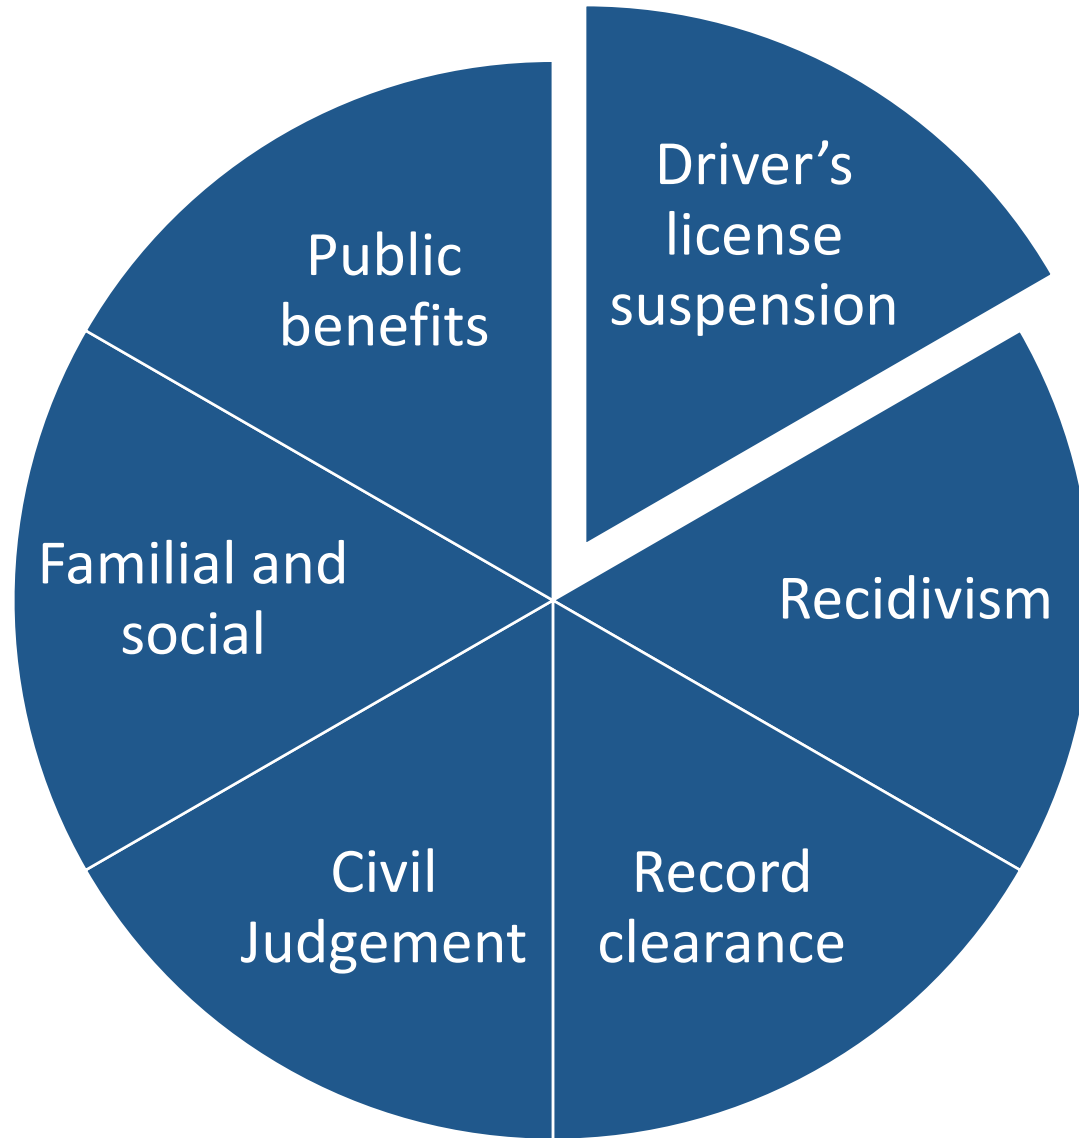 Driver’s
license
suspension
Recidivism
Record
clearance
Civil
Judgement
Familial and
social
Public
benefits